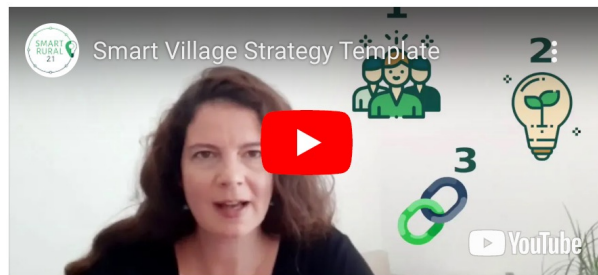 SMART
RURAL
21
Smart Village Strategy Template
1
2
3
YouTube